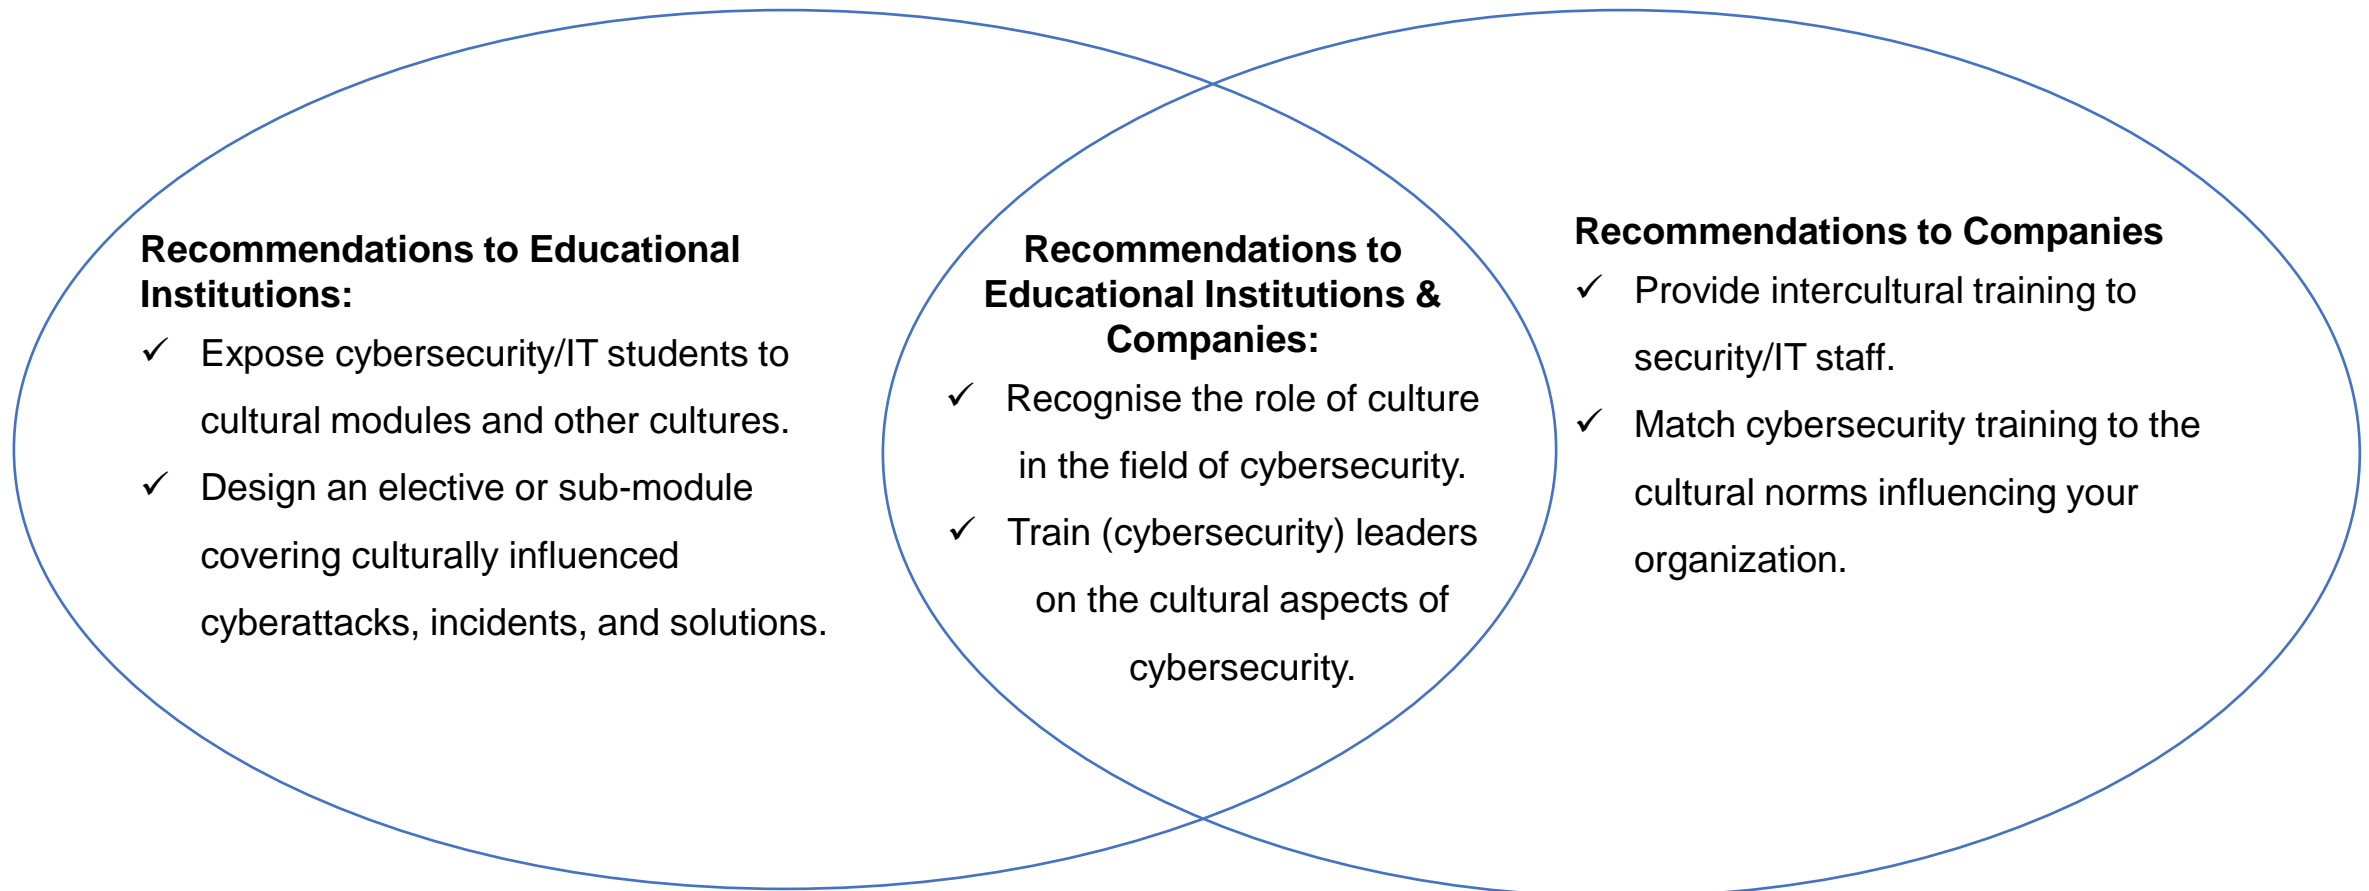 Recommendations to Educational
Institutions:
✓ Expose cybersecurity/IT students to
cultural modules and other cultures.
✓ Design an elective or sub-module
covering culturally influenced
cyberattacks, incidents, and solutions.
Recommendations to
Educational Institutions &
Companies:
✓ Recognise the role of culture
in the field of cybersecurity.
✓ Train (cybersecurity) leaders
on the cultural aspects of
cybersecurity.
Recommendations to Companies
✓ Provide intercultural training to
security/IT staff.
✓ Match cybersecurity training to the
cultural norms influencing your
organization.